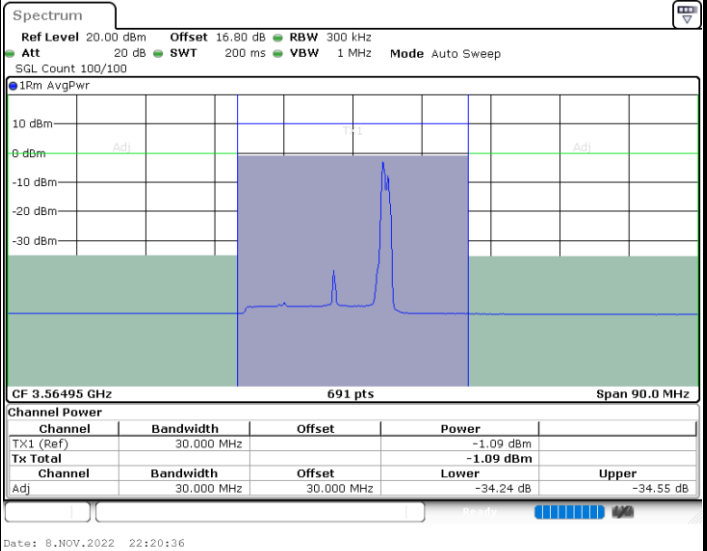 Spectrum
Ref Level 20.00 dBm Offset 16.80 dB RBW 300 kHz
Att 20 dB SWT 200 ms VBW 1 MHz Mode Auto Sweep
SGL Count 100/100
1Rm AvgPwr
10 dBm
TX1
Adj Adj
0 dBm
-10 dBm
-20 dBm
-30 dBm
CF 3.56495 GHz 691 pts Span 90.0 MHz
Channel Power
Channel Bandwidth Offset Power
TX1 (Ref) 30.000 MHz -1.09 dBm
Tx Total -1.09 dBm
Channel Bandwidth Offset Lower Upper
Adj 30.000 MHz 30.000 MHz -34.24 dB -34.55 dB
Ready
Date: 8.NOV.2022 22:20:36